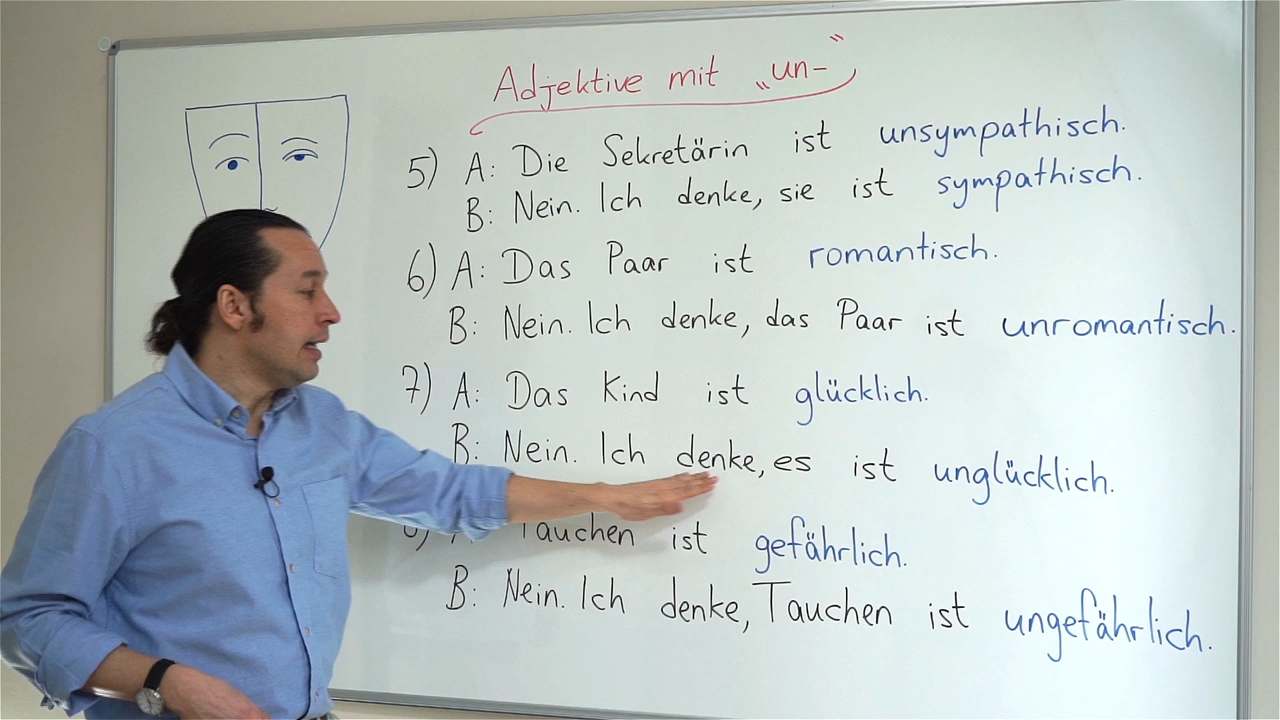 Adjektive mit „un-“
5) A: Die Sekretärin ist unsympathisch.
B: Nein. Ich denke, sie ist sympathisch.
6) A: Das Paar ist romantisch.
B: Nein. Ich denke, das Paar ist unromantisch.
7) A: Das Kind ist glücklich.
B: Nein. Ich denke, es ist unglücklich.
Tauchen ist gefährlich.
B: Nein. Ich denke, Tauchen ist ungefährlich.